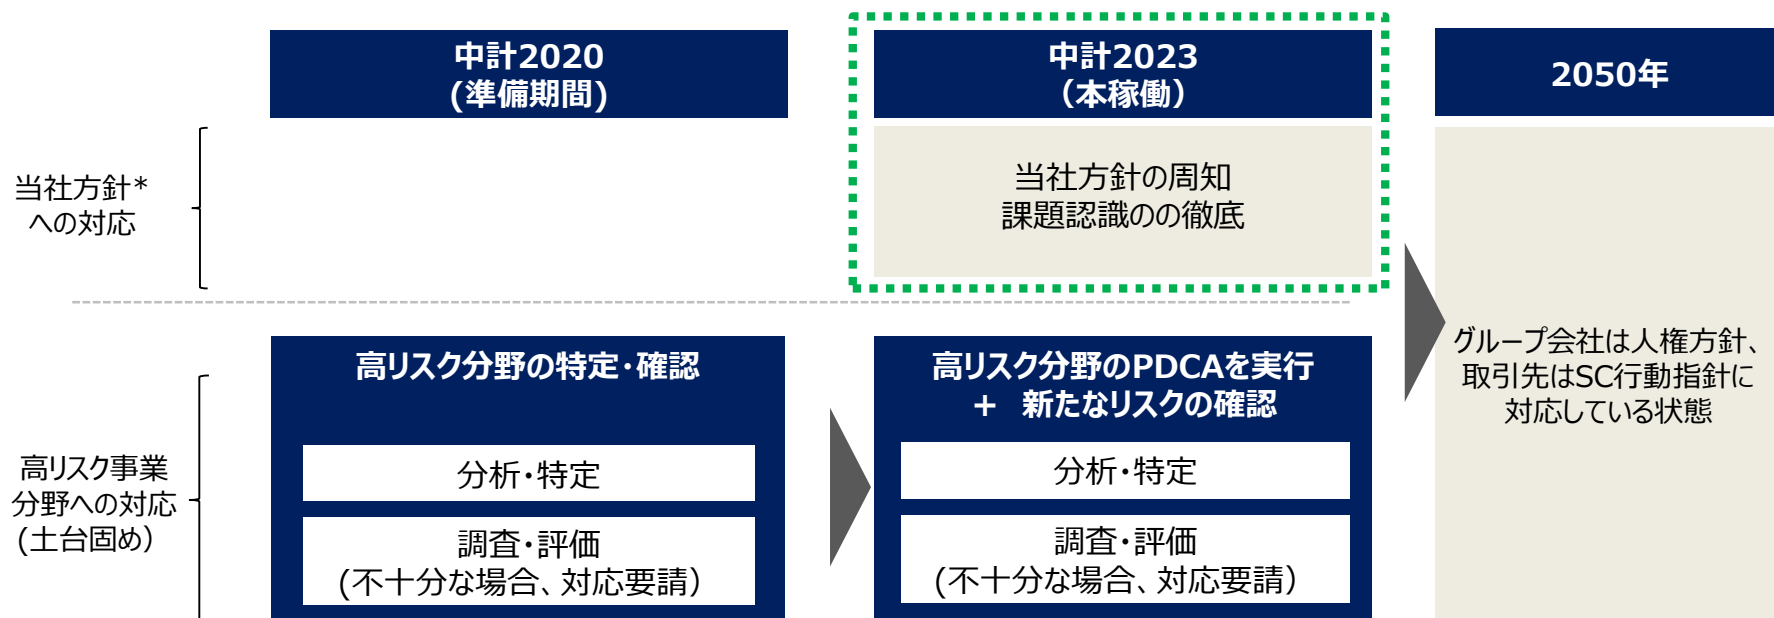 中計2020
(準備期間)
中計2023
(本稼働)
2050年
当社方針*
への対応
当社方針の周知
課題認識のの徹底
高リスク事業
分野への対応
(土台固め)
高リスク分野の特定・確認
分析・特定
調査・評価
(不十分な場合、対応要請)
高リスク分野のPDCAを実行
+ 新たなリスクの確認
分析・特定
調査・評価
(不十分な場合、対応要請)
グループ会社は人権方針、
取引先はSC行動指針に
対応している状態